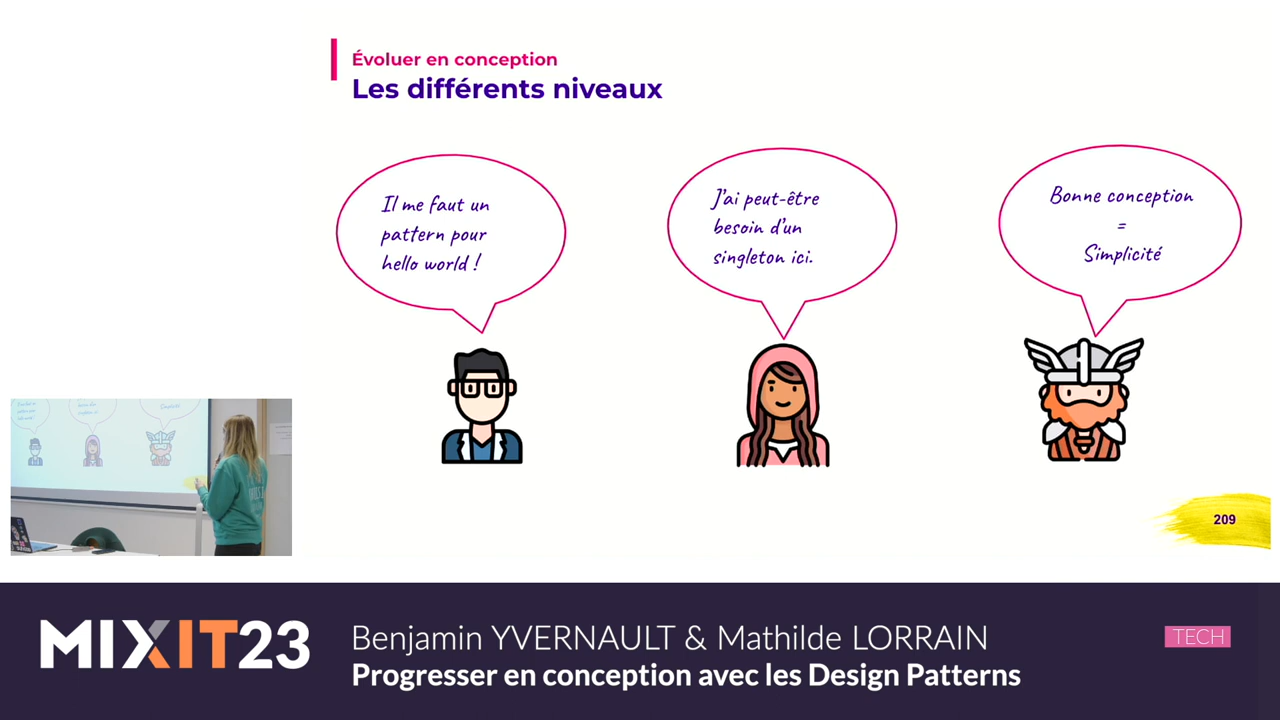 Évoluer en conception
Les différents niveaux
Il me faut un
pattern pour
hello world !
J'ai peut-être
besoin d'un
singleton ici.
Bonne conception
=
Simplicité
209
MIXIT23
Benjamin YVERNAULT & Mathilde LORRAIN
Progresser en conception avec les Design Patterns
TECH